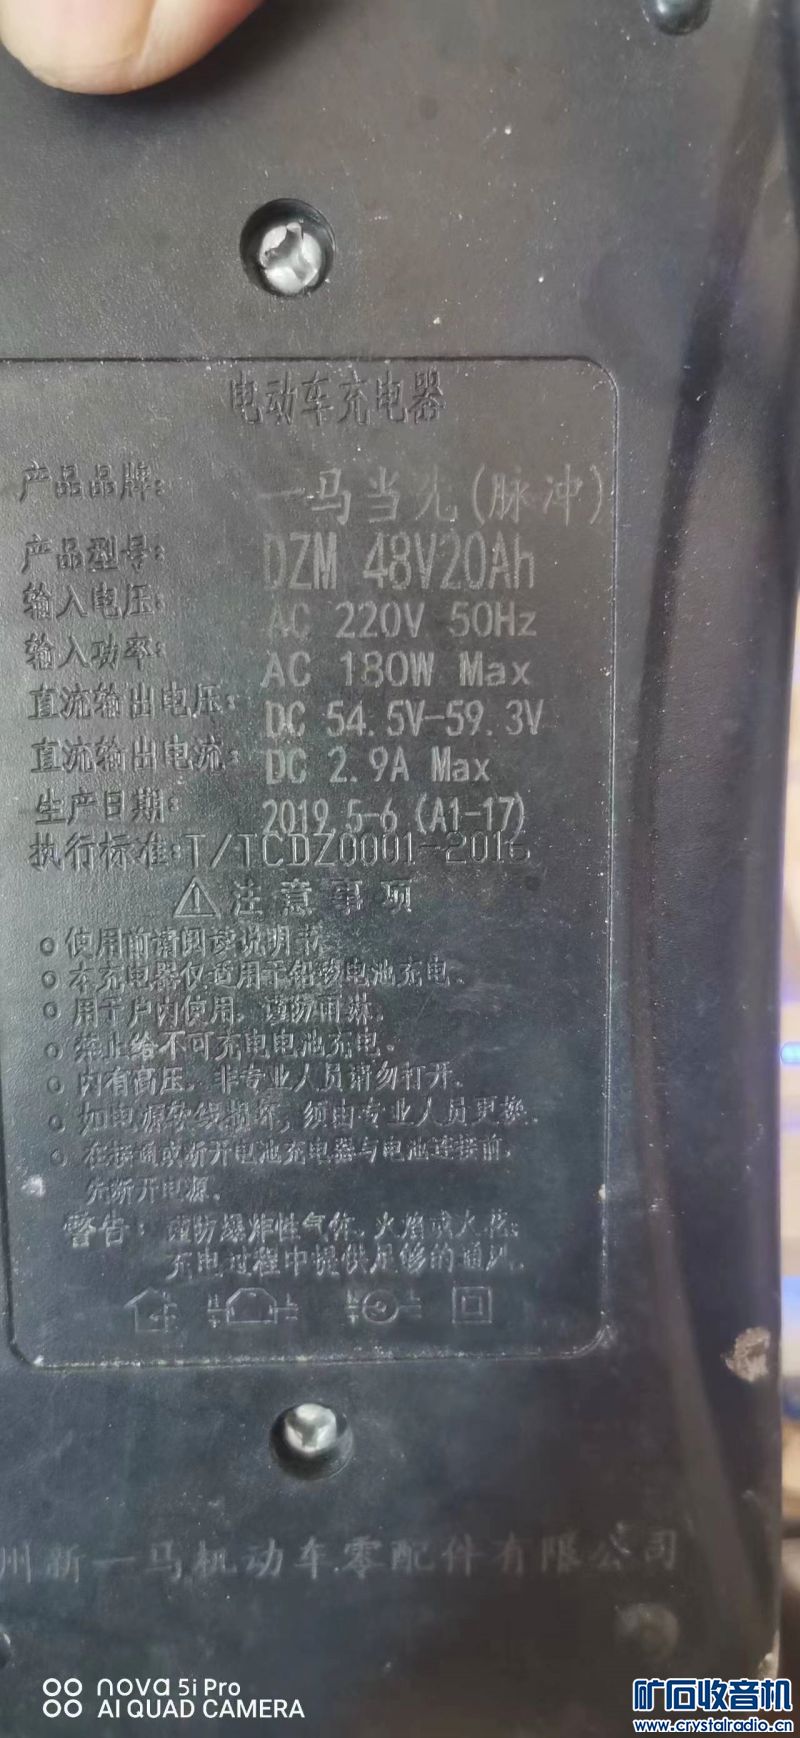 电动车充电器
产品品牌: 一马当先(脉冲)
产品型号: DZM 48V20Ah
输入电压: AC 220V 50Hz
输入功率: AC 180W Max
直流输出电压: DC 54.5V-59.3V
直流输出电流: DC 2.9A Max
生产日期: 2019.5-6 (A1-17)
执行标准:T/TCDZ0001-2016
注意事项
使用前请阅读说明书
本充电器仅适用于铅酸电池充电.
用于户内使用, 谨防雨淋.
禁止给不可充电电池充电.
内有高压, 非专业人员请勿打开.
如电源软线损坏, 须由专业人员更换.
在接通或断开电池充电器与电池连接前,
先断开电源.
警告: 谨防爆炸性气体, 火焰或火花.
充电过程中提供足够的通风.
州新一马机动车零配件有限公司
nova 5i Pro
AI QUAD CAMERA
矿石收音机
www.crystalradio.cn